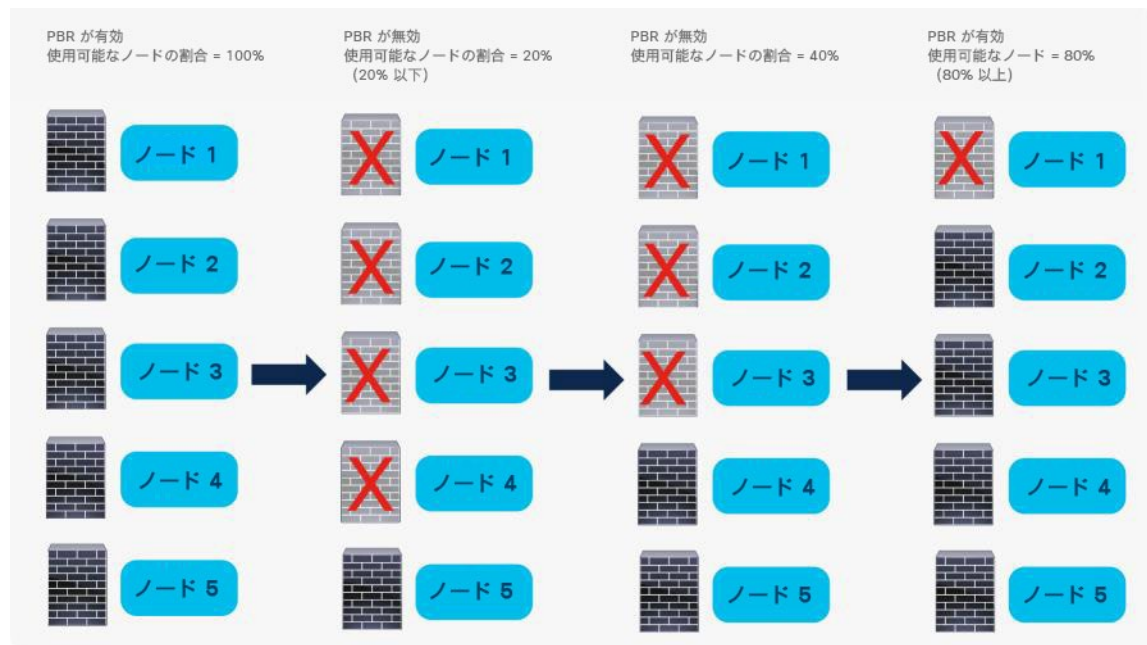 PBR が有効
使用可能なノードの割合 = 100%
PBR が無効
使用可能なノードの割合 = 20%
(20% 以下)
PBR が無効
使用可能なノードの割合 = 40%
PBR が有効
使用可能なノード = 80%
(80% 以上)
ノード 1
ノード 1
ノード 1
ノード 1
ノード 2
ノード 2
ノード 2
ノード 2
ノード 3
ノード 3
ノード 3
ノード 3
ノード 4
ノード 4
ノード 4
ノード 4
ノード 5
ノード 5
ノード 5
ノード 5